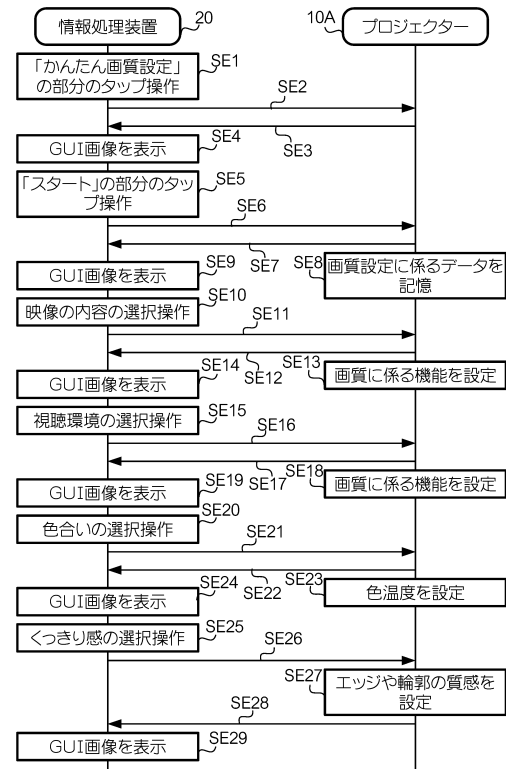 情報処理装置
20
10A
プロジェクター
「かんたん画質設定」
の部分のタップ操作
SE1
SE2
SE3
GUI画像を表示
SE4
「スタート」の部分のタッ
プ操作
SE5
SE6
SE7
SE8
画質設定に係るデータを
記憶
GUI画像を表示
SE9
映像の内容の選択操作
SE10
SE11
SE12
SE13
画質に係る機能を設定
GUI画像を表示
SE14
視聴環境の選択操作
SE15
SE16
SE17
SE18
画質に係る機能を設定
GUI画像を表示
SE19
色合いの選択操作
SE20
SE21
SE22
SE23
色温度を設定
GUI画像を表示
SE24
くっきり感の選択操作
SE25
SE26
SE27
エッジや輪郭の質感を
設定
SE28
GUI画像を表示
SE29